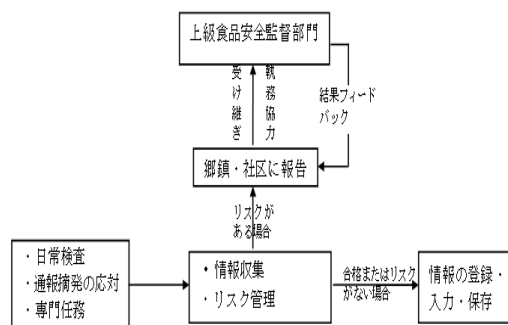 上級食品安全監督部門
受け継ぎ
執務協力
結果フィード
バック
郷鎮・社区に報告
リスクが
ある場合
・日常検査
・通報摘発の応対
・専門任務
・情報収集
・リスク管理
合格またはリスク
がない場合
情報の登録・
入力・保存